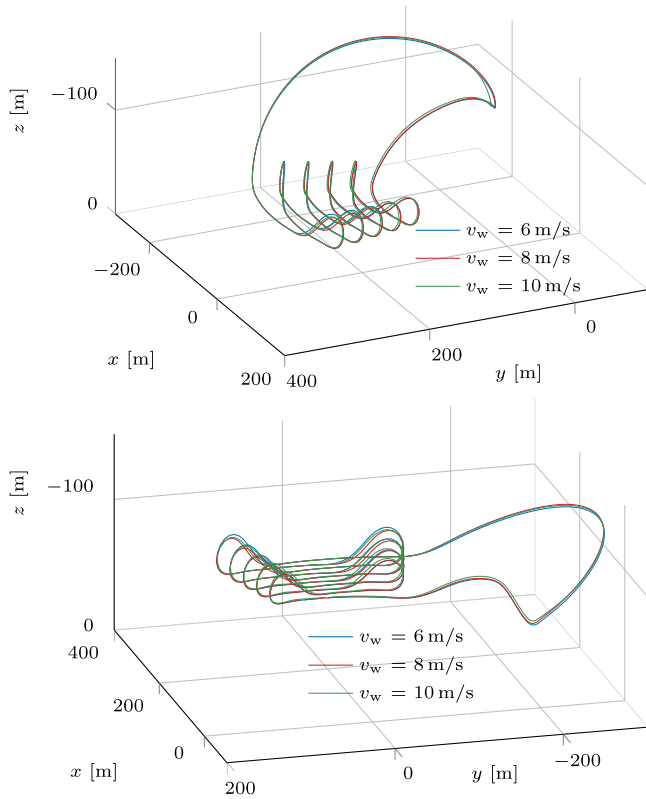 −100
z [m]
0
−200
0
x [m]
200
400
200
0
y [m]
v_w = 6 m/s
v_w = 8 m/s
v_w = 10 m/s
−100
z [m]
0
400
200
0
x [m]
200
0
−200
y [m]
v_w = 6 m/s
v_w = 8 m/s
v_w = 10 m/s